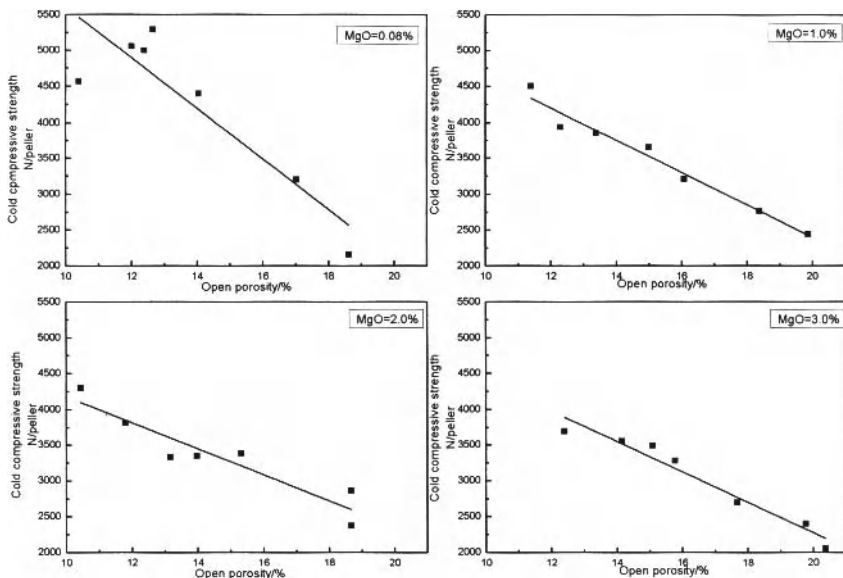 MgO=0.08%
Cold cpmpressive strength
N/peller
5500
5000
4500
4000
3500
3000
2500
2000
10 12 14 16 18 20
Open porosity/%
MgO=1.0%
Cold compressive strength
N/peller
5500
5000
4500
4000
3500
3000
2500
2000
10 12 14 16 18 20
Open porosity/%
MgO=2.0%
Cold compressive strength
N/peller
5500
5000
4500
4000
3500
3000
2500
2000
10 12 14 16 18 20
Open porosity/%
MgO=3.0%
Cold compressive strength
N/peller
5500
5000
4500
4000
3500
3000
2500
2000
10 12 14 16 18 20
Open porosity/%